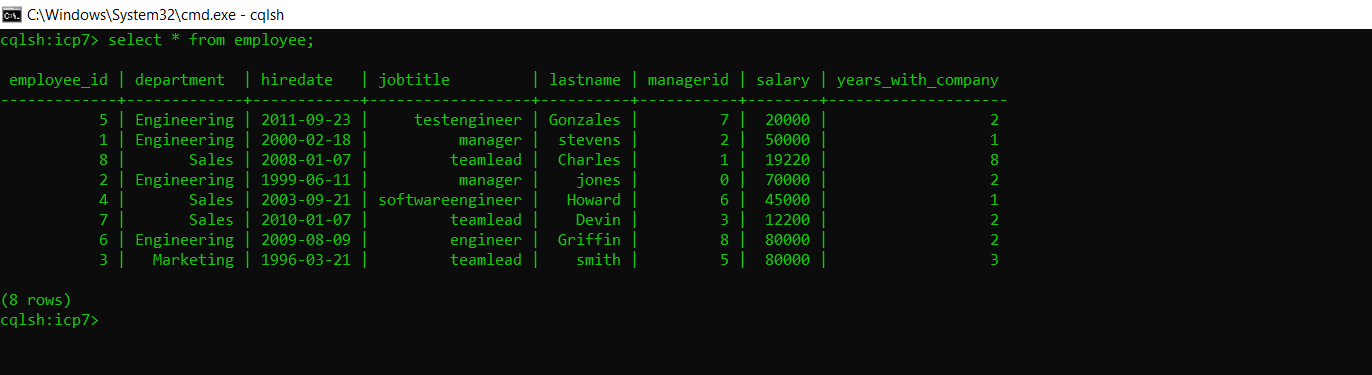 C:\Windows\System32\cmd.exe - cqlsh
cqlsh:icp7> select * from employee;
 employee_id | department  | hiredate   | jobtitle         | lastname | managerid | salary | years_with_company
-------------+-------------+------------+------------------+----------+-----------+--------+--------------------
           5 | Engineering | 2011-09-23 |     testengineer | Gonzales |         7 |  20000 |                  2
           1 | Engineering | 2000-02-18 |          manager |  stevens |         2 |  50000 |                  1
           8 |       Sales | 2008-01-07 |         teamlead |  Charles |         1 |  19220 |                  8
           2 | Engineering | 1999-06-11 |          manager |    jones |         0 |  70000 |                  2
           4 |       Sales | 2003-09-21 | softwareengineer |   Howard |         6 |  45000 |                  1
           7 |       Sales | 2010-01-07 |         teamlead |    Devin |         3 |  12200 |                  2
           6 | Engineering | 2009-08-09 |         engineer |  Griffin |         8 |  80000 |                  2
           3 |   Marketing | 1996-03-21 |         teamlead |    smith |         5 |  80000 |                  3
(8 rows)
cqlsh:icp7>